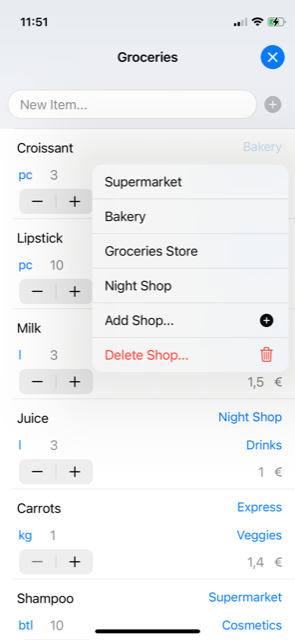 11:51
Groceries
New Item...
Croissant Bakery
pc 3
Supermarket
Bakery
Groceries Store
Night Shop
Add Shop...
Delete Shop...
Lipstick
pc 10
Milk
l 3
1,5 €
Juice Night Shop
l 3 Drinks
1 €
Carrots Express
kg 1 Veggies
1,4 €
Shampoo Supermarket
btl 10 Cosmetics